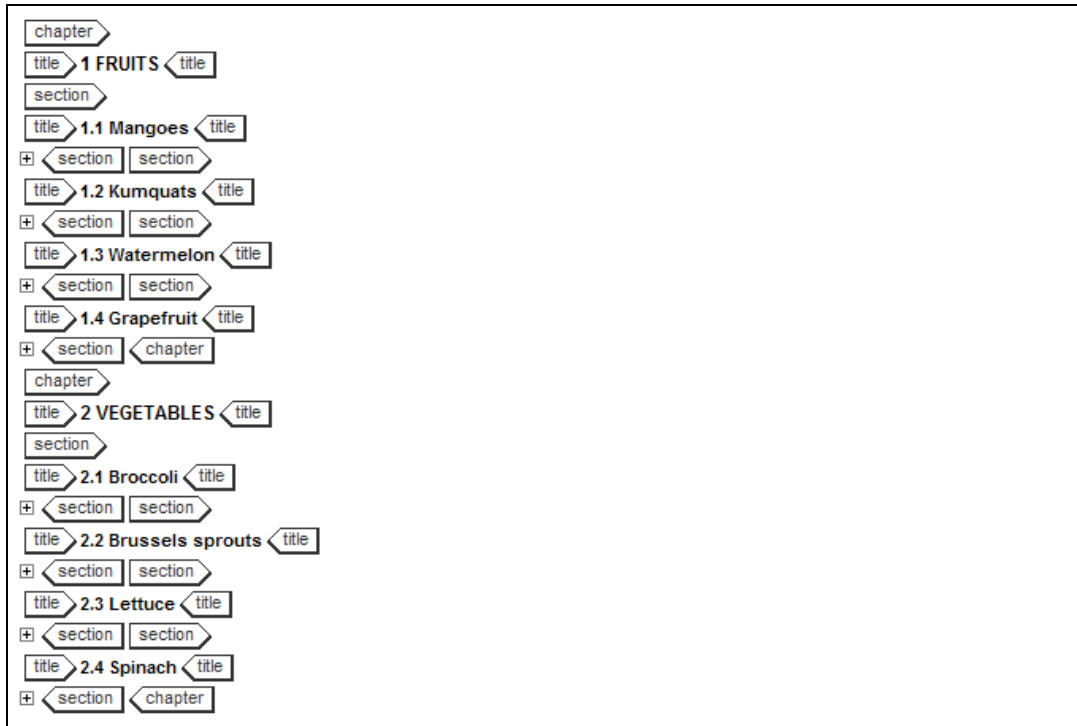 chapter
title 1 FRUITS title
section
title 1.1 Mangoes title
section section
title 1.2 Kumquats title
section section
title 1.3 Watermelon title
section section
title 1.4 Grapefruit title
section chapter
chapter
title 2 VEGETABLES title
section
title 2.1 Broccoli title
section section
title 2.2 Brussels sprouts title
section section
title 2.3 Lettuce title
section section
title 2.4 Spinach title
section chapter